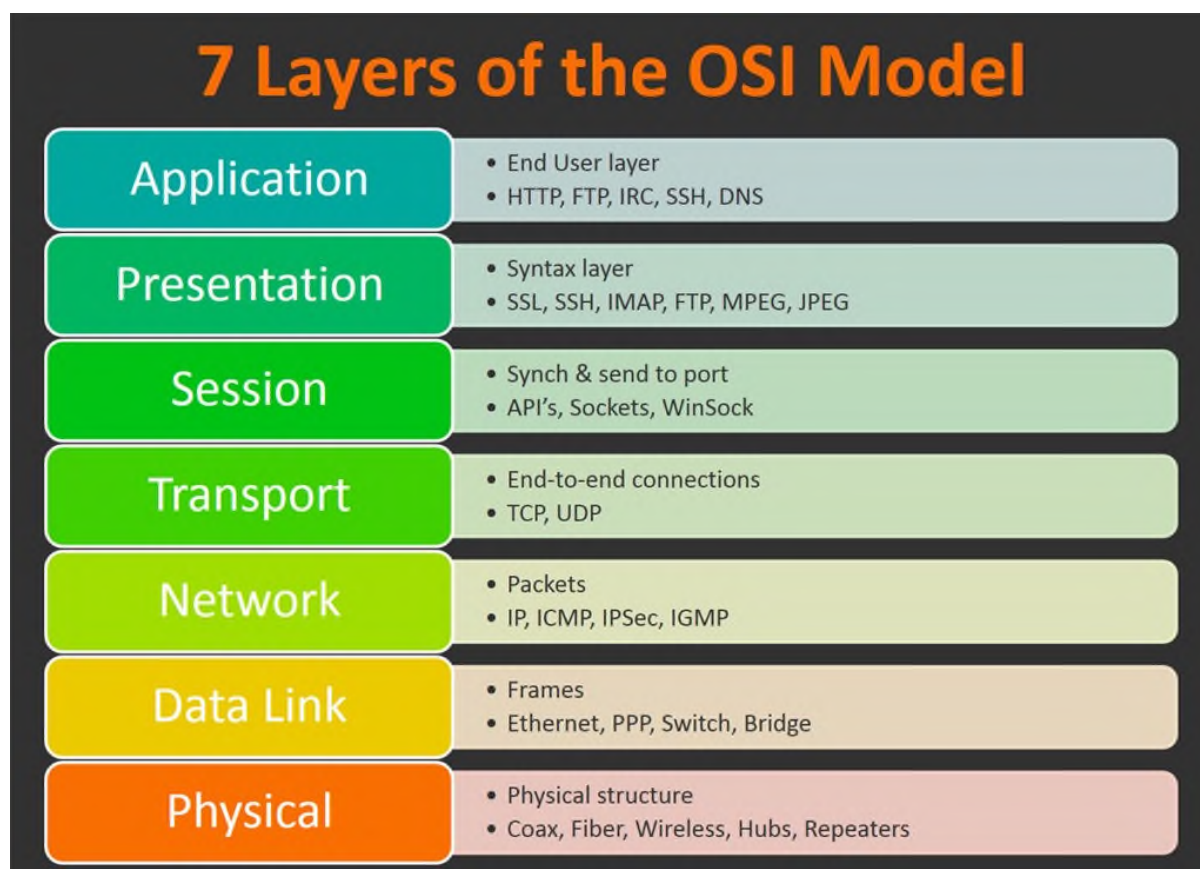 7 Layers of the OSI Model
Application
• End User layer
• HTTP, FTP, IRC, SSH, DNS
Presentation
• Syntax layer
• SSL, SSH, IMAP, FTP, MPEG, JPEG
Session
• Synch & send to port
• API's, Sockets, WinSock
Transport
• End-to-end connections
• TCP, UDP
Network
• Packets
• IP, ICMP, IPSec, IGMP
Data Link
• Frames
• Ethernet, PPP, Switch, Bridge
Physical
• Physical structure
• Coax, Fiber, Wireless, Hubs, Repeaters